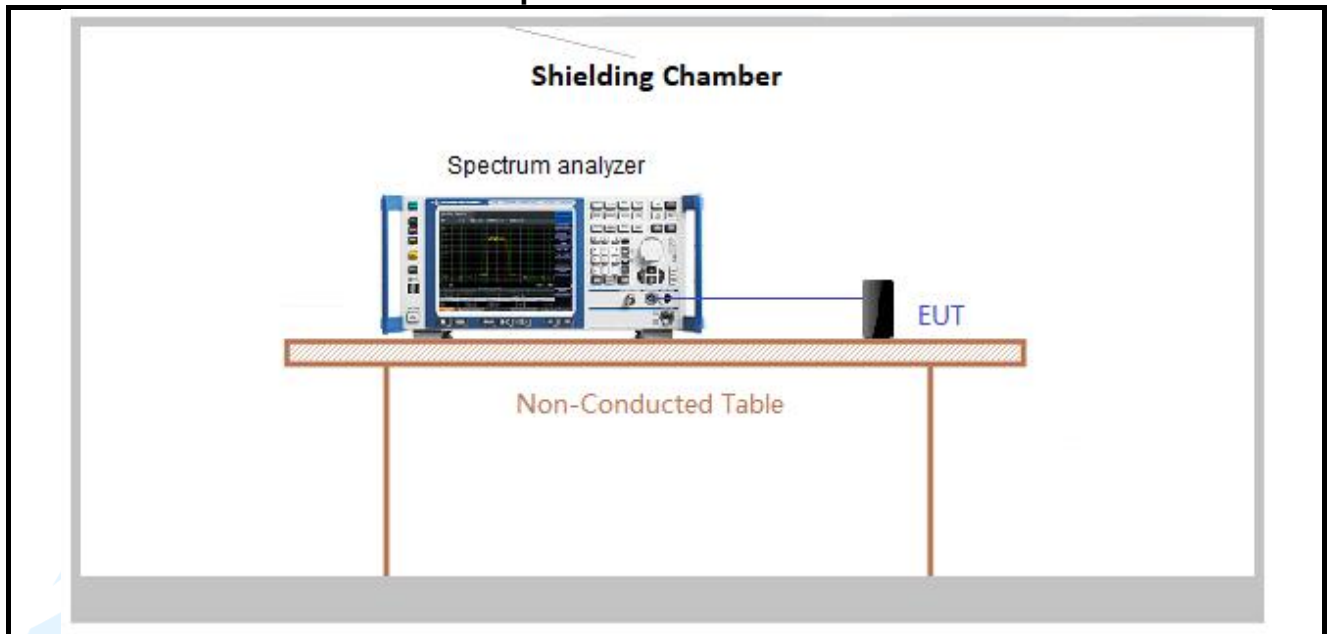 Shielding Chamber
Spectrum analyzer
EUT
Non-Conducted Table